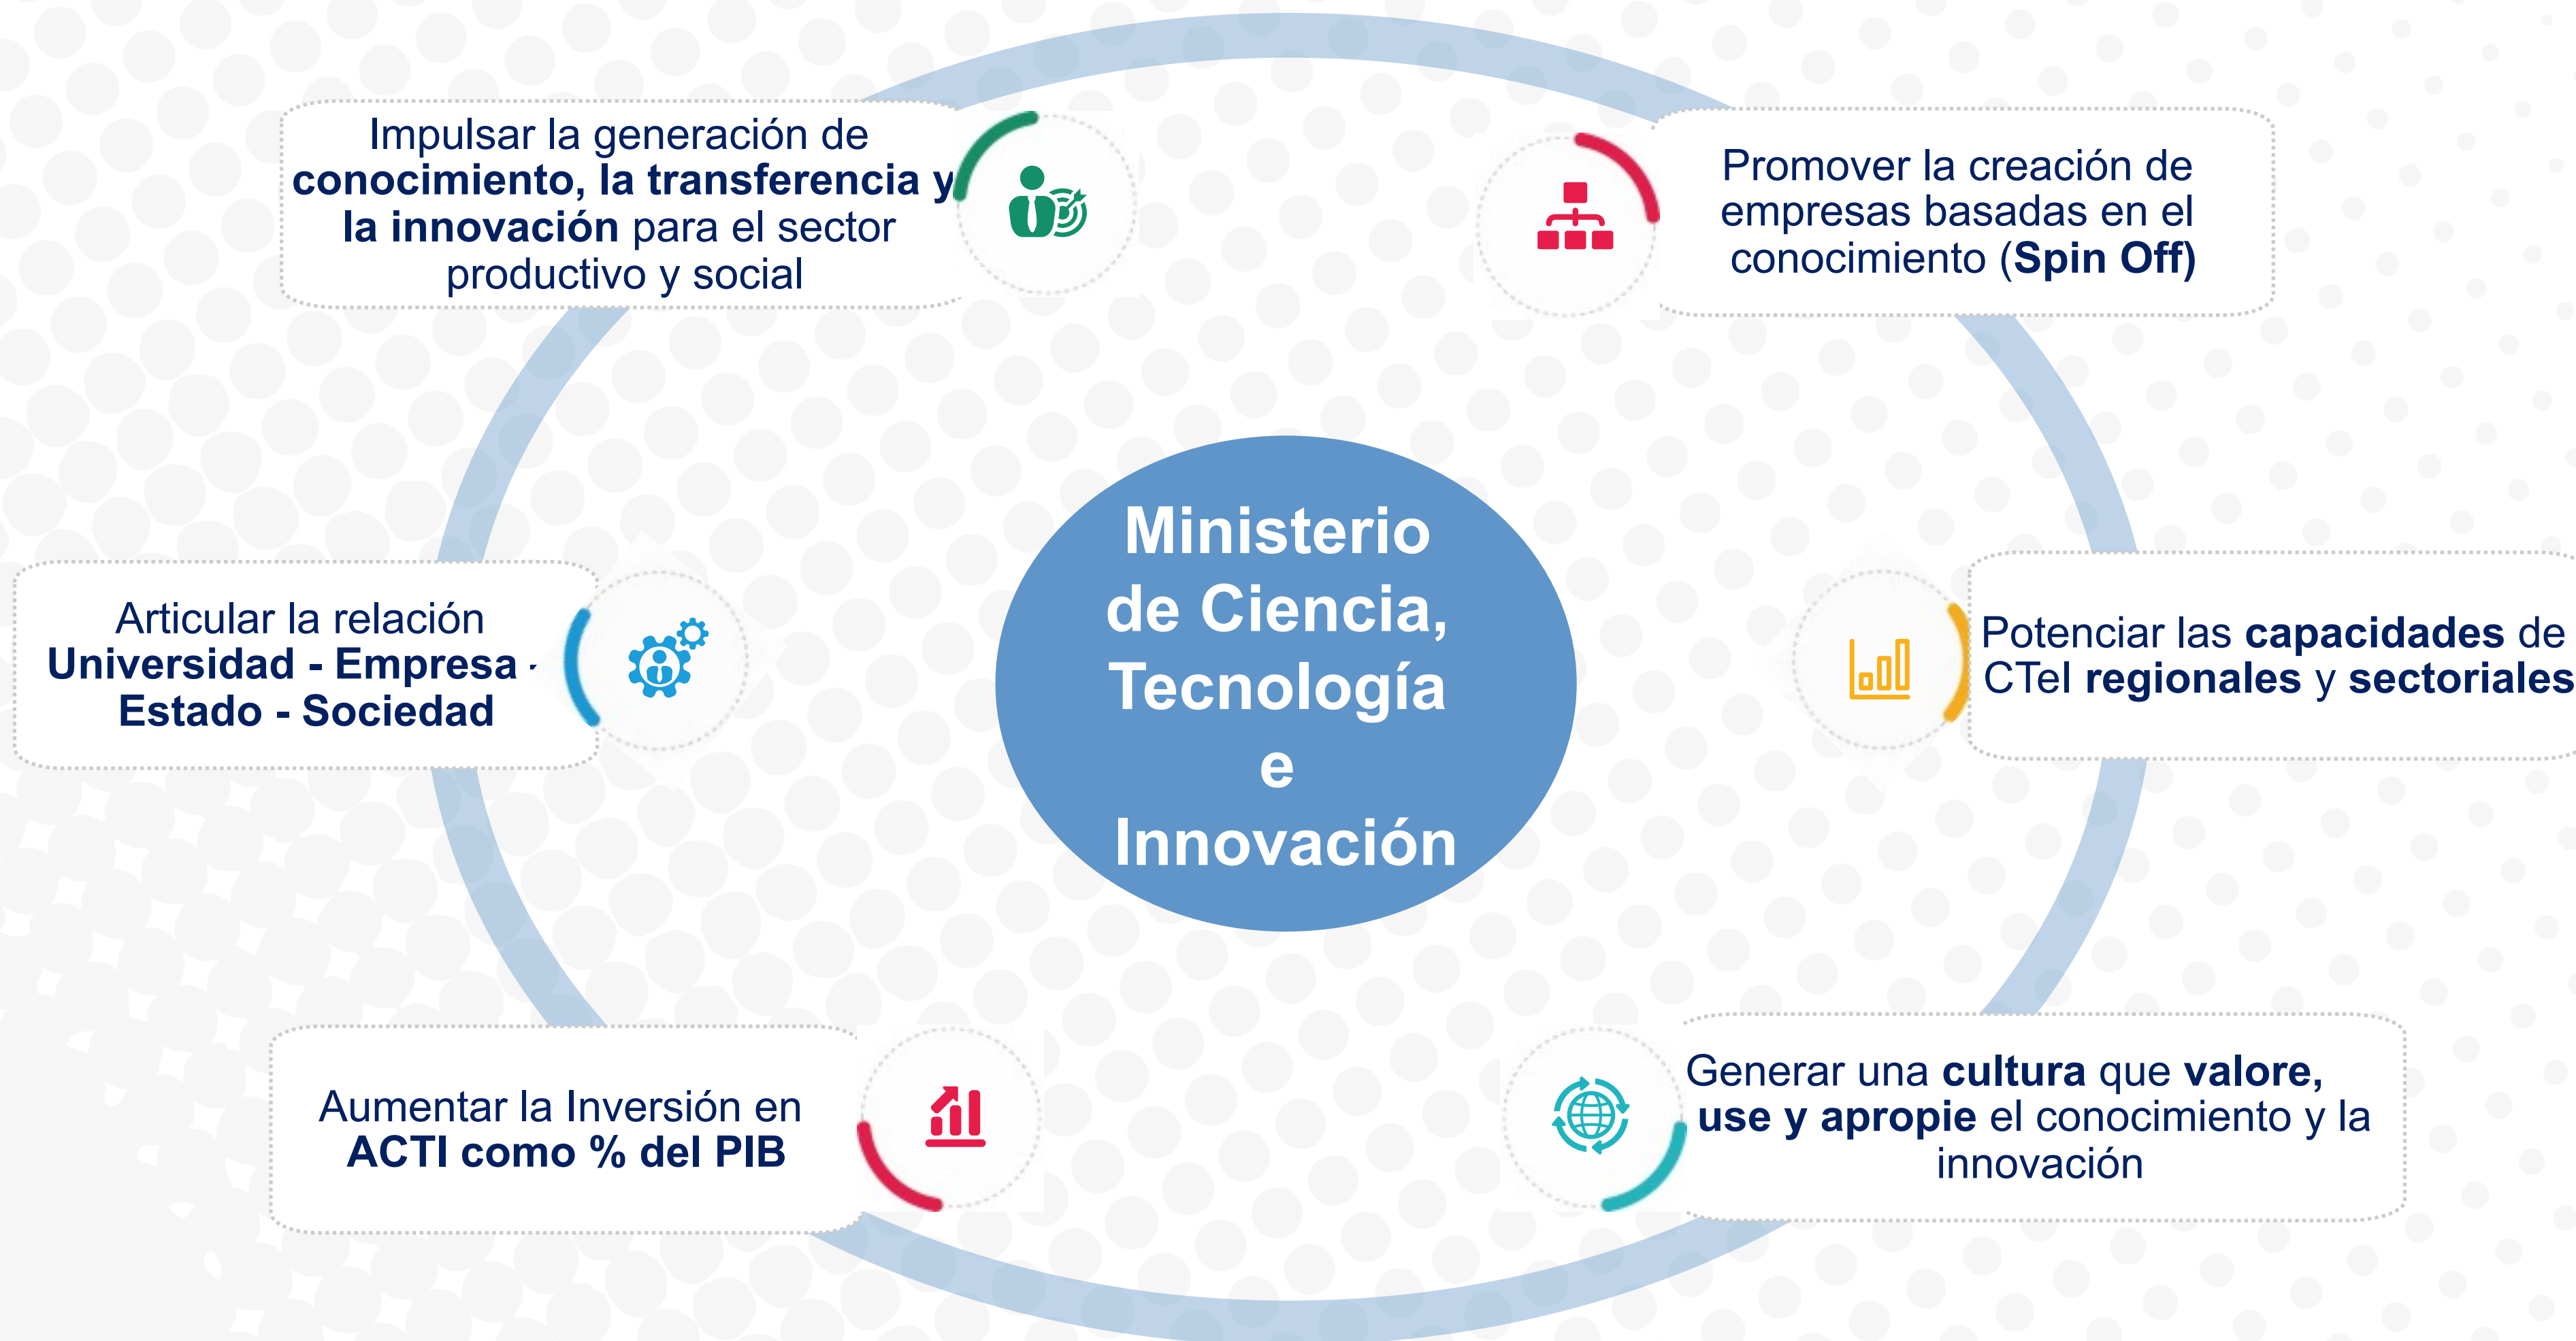 Impulsar la generación de
conocimiento, la transferencia y
la innovación para el sector
productivo y social
Promover la creación de
empresas basadas en el
conocimiento (Spin Off)
Ministerio
de Ciencia,
Tecnología
e
Innovación
Articular la relación
Universidad - Empresa -
Estado - Sociedad
Potenciar las capacidades de
CTeI regionales y sectoriales
Aumentar la Inversión en
ACTI como % del PIB
Generar una cultura que valore,
use y apropie el conocimiento y la
innovación